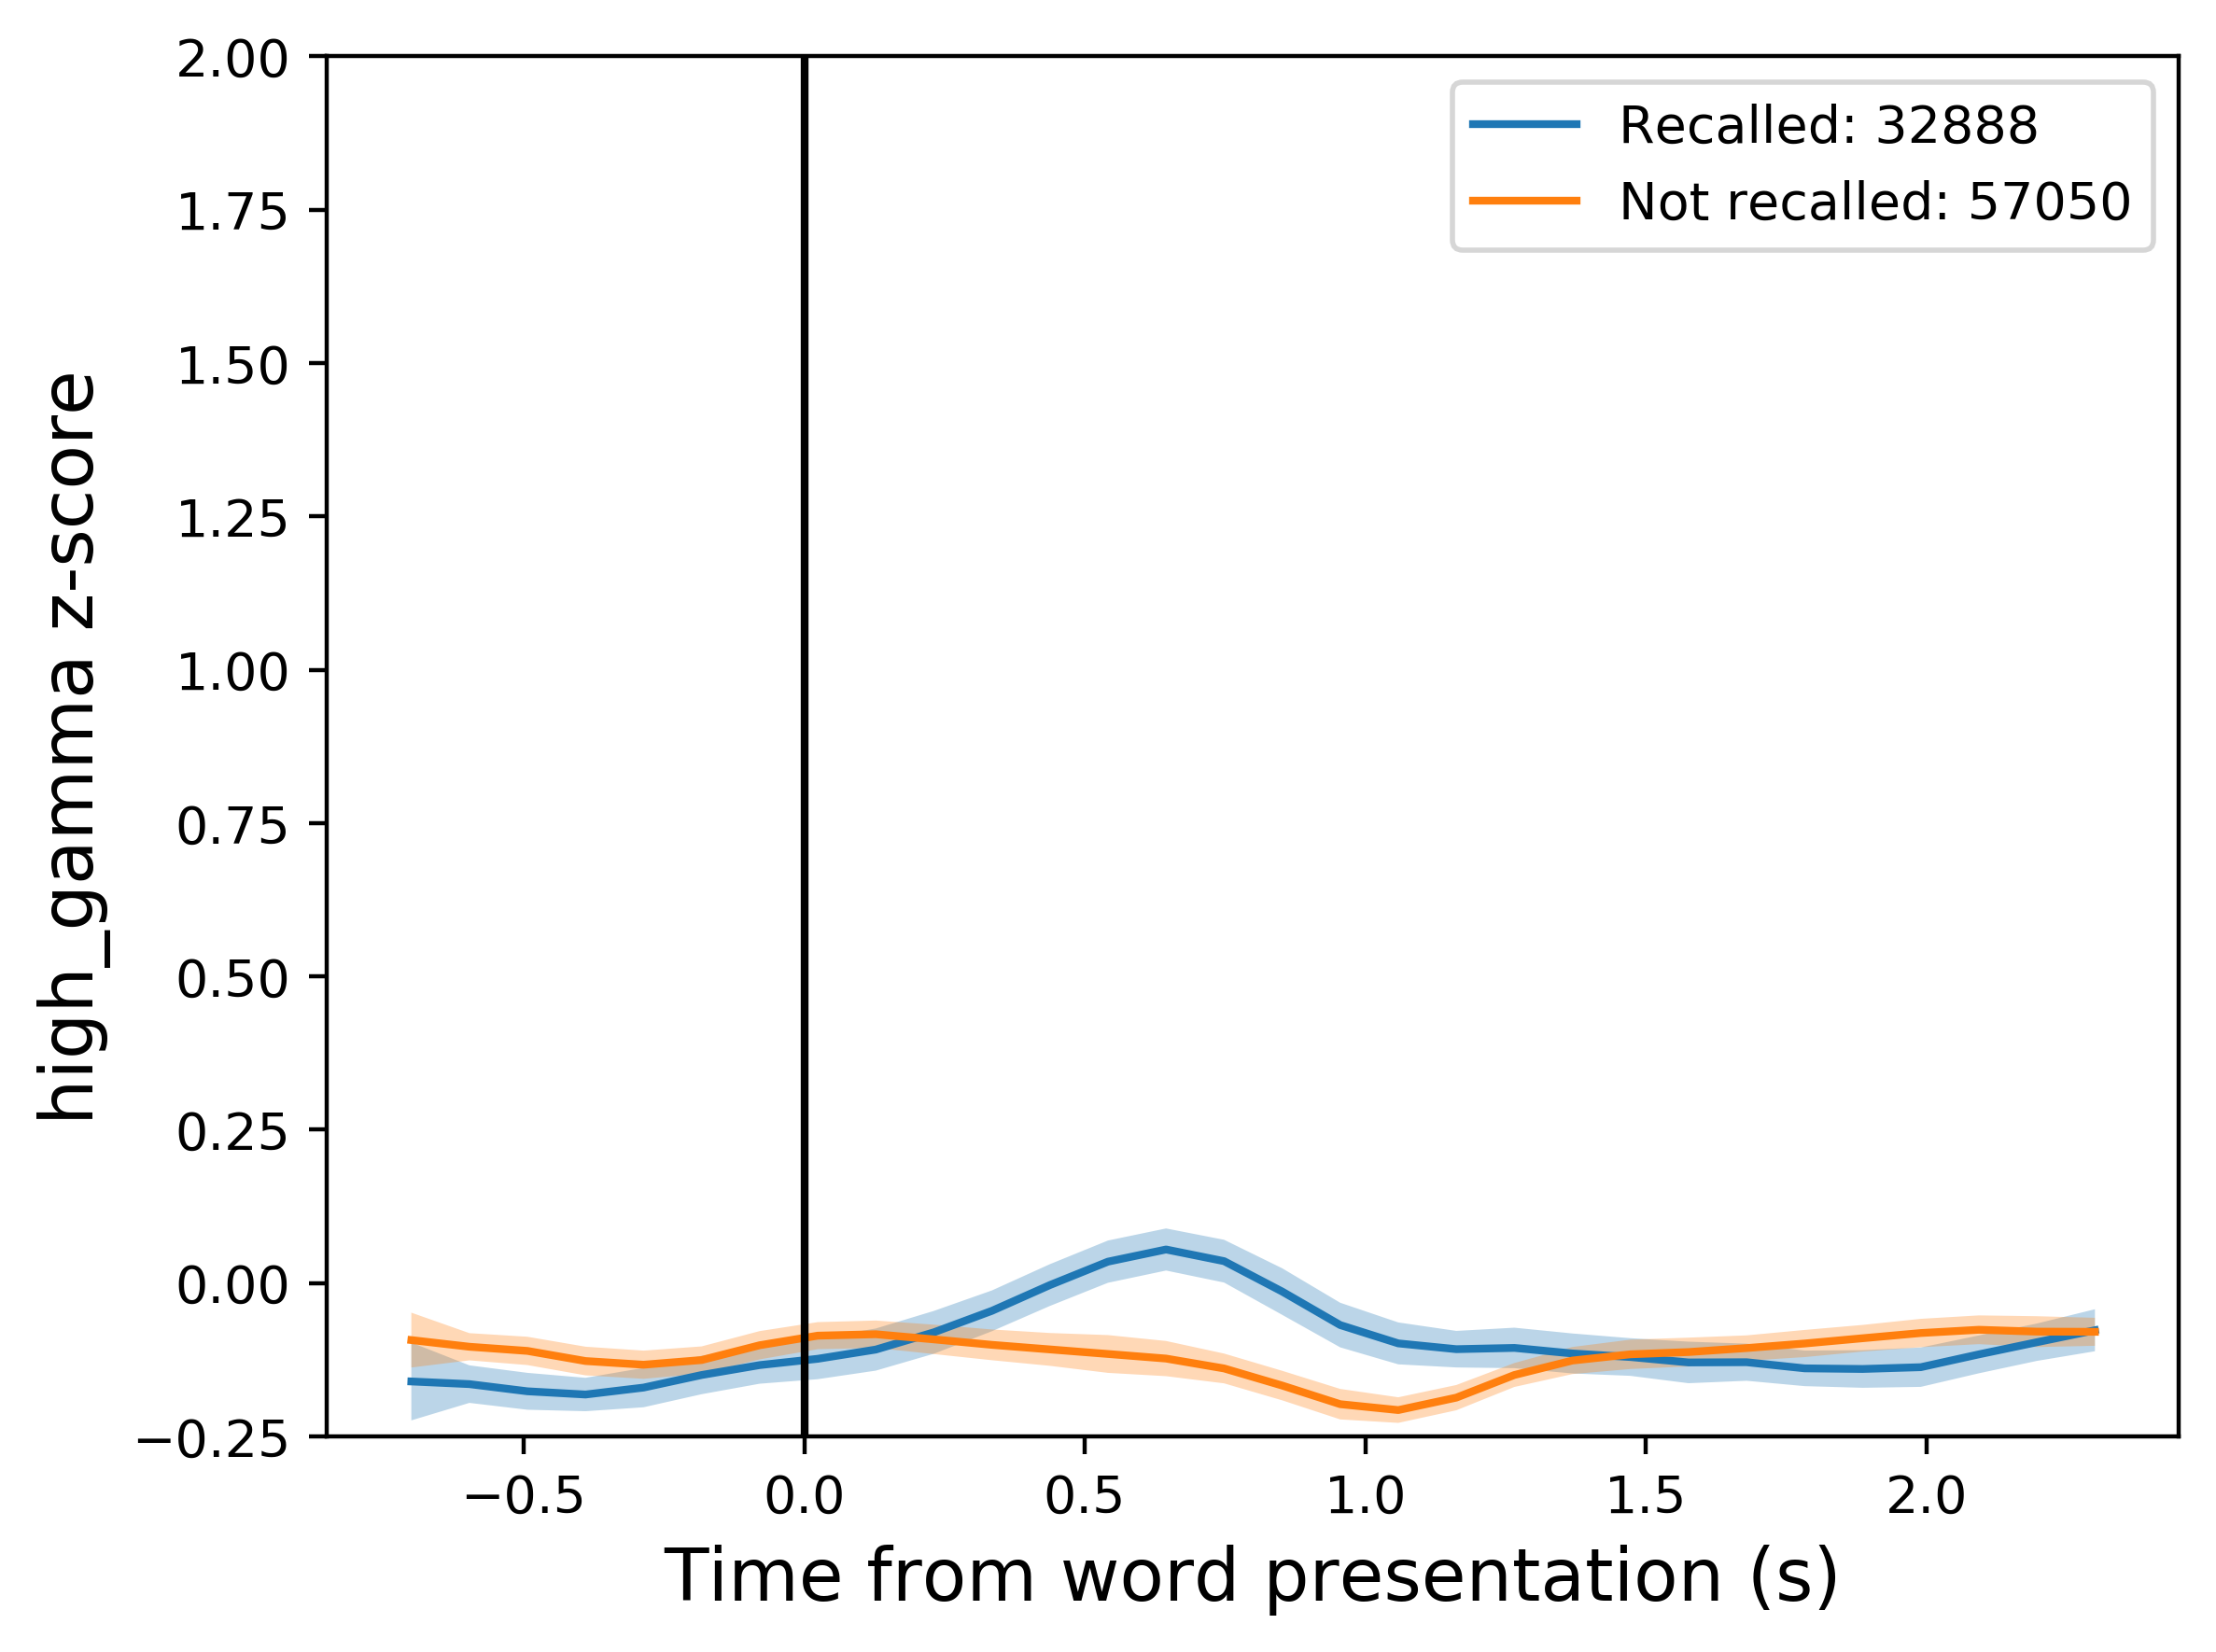 2.00
1.75
1.50
1.25
1.00
0.75
0.50
0.25
0.00
−0.25
high_gamma z-score
Recalled: 32888
Not recalled: 57050
−0.5 0.0 0.5 1.0 1.5 2.0
Time from word presentation (s)